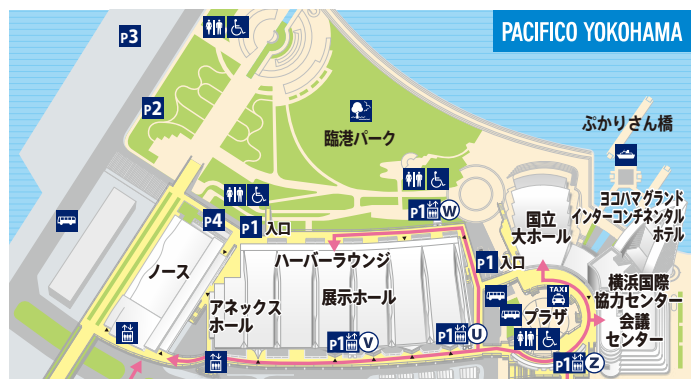 PACIFICO YOKOHAMA
P3
P2
臨港パーク
ぷかりさん橋
P4
P1 入口
P1 W
ヨコハマ グランド
インターコンチネンタル
ホテル
国立
大ホール
P1 入口
ノース
ハーバーラウンジ
アネックス
ホール
展示ホール
TAXI
プラザ
横浜国際
協力センター
会議
センター
P1 V
P1 U
P1 Z